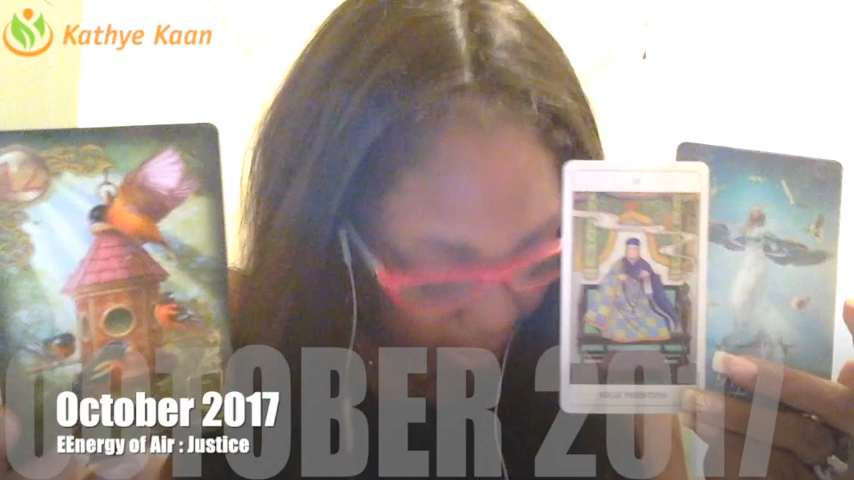 Kathye Kaan
OCTOBER 2017
October 2017
EEnergy of Air : Justice